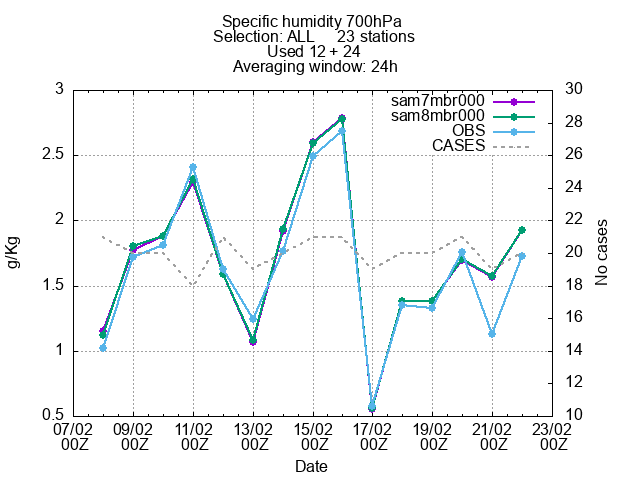 Specific humidity 700hPa
Selection: ALL 23 stations
Used 12 + 24
Averaging window: 24h
3
2.5
2
1.5
1
0.5
g/Kg
30
28
26
24
22
20
18
16
14
12
10
No cases
sam7mbr000
sam8mbr000
OBS
CASES
07/02 09/02 11/02 13/02 15/02 17/02 19/02 21/02 23/02
00Z 00Z 00Z 00Z 00Z 00Z 00Z 00Z 00Z
Date